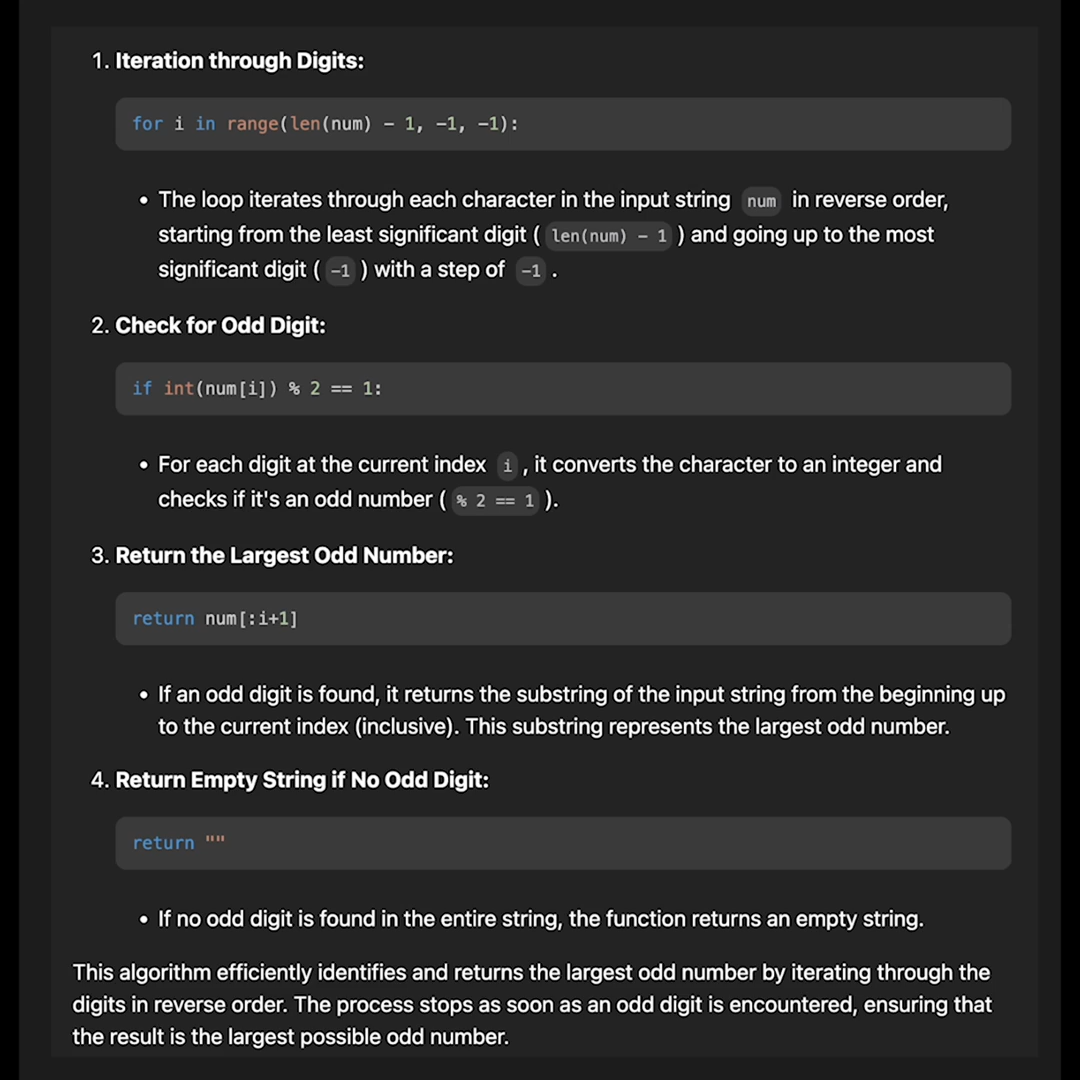 1. Iteration through Digits:
for i in range(len(num) - 1, -1, -1):
• The loop iterates through each character in the input string num in reverse order,
starting from the least significant digit ( len(num) - 1 ) and going up to the most
significant digit ( -1 ) with a step of -1 .
2. Check for Odd Digit:
if int(num[i]) % 2 == 1:
• For each digit at the current index i , it converts the character to an integer and
checks if it's an odd number ( % 2 == 1 ).
3. Return the Largest Odd Number:
return num[:i+1]
• If an odd digit is found, it returns the substring of the input string from the beginning up
to the current index (inclusive). This substring represents the largest odd number.
4. Return Empty String if No Odd Digit:
return ""
• If no odd digit is found in the entire string, the function returns an empty string.
This algorithm efficiently identifies and returns the largest odd number by iterating through the
digits in reverse order. The process stops as soon as an odd digit is encountered, ensuring that
the result is the largest possible odd number.